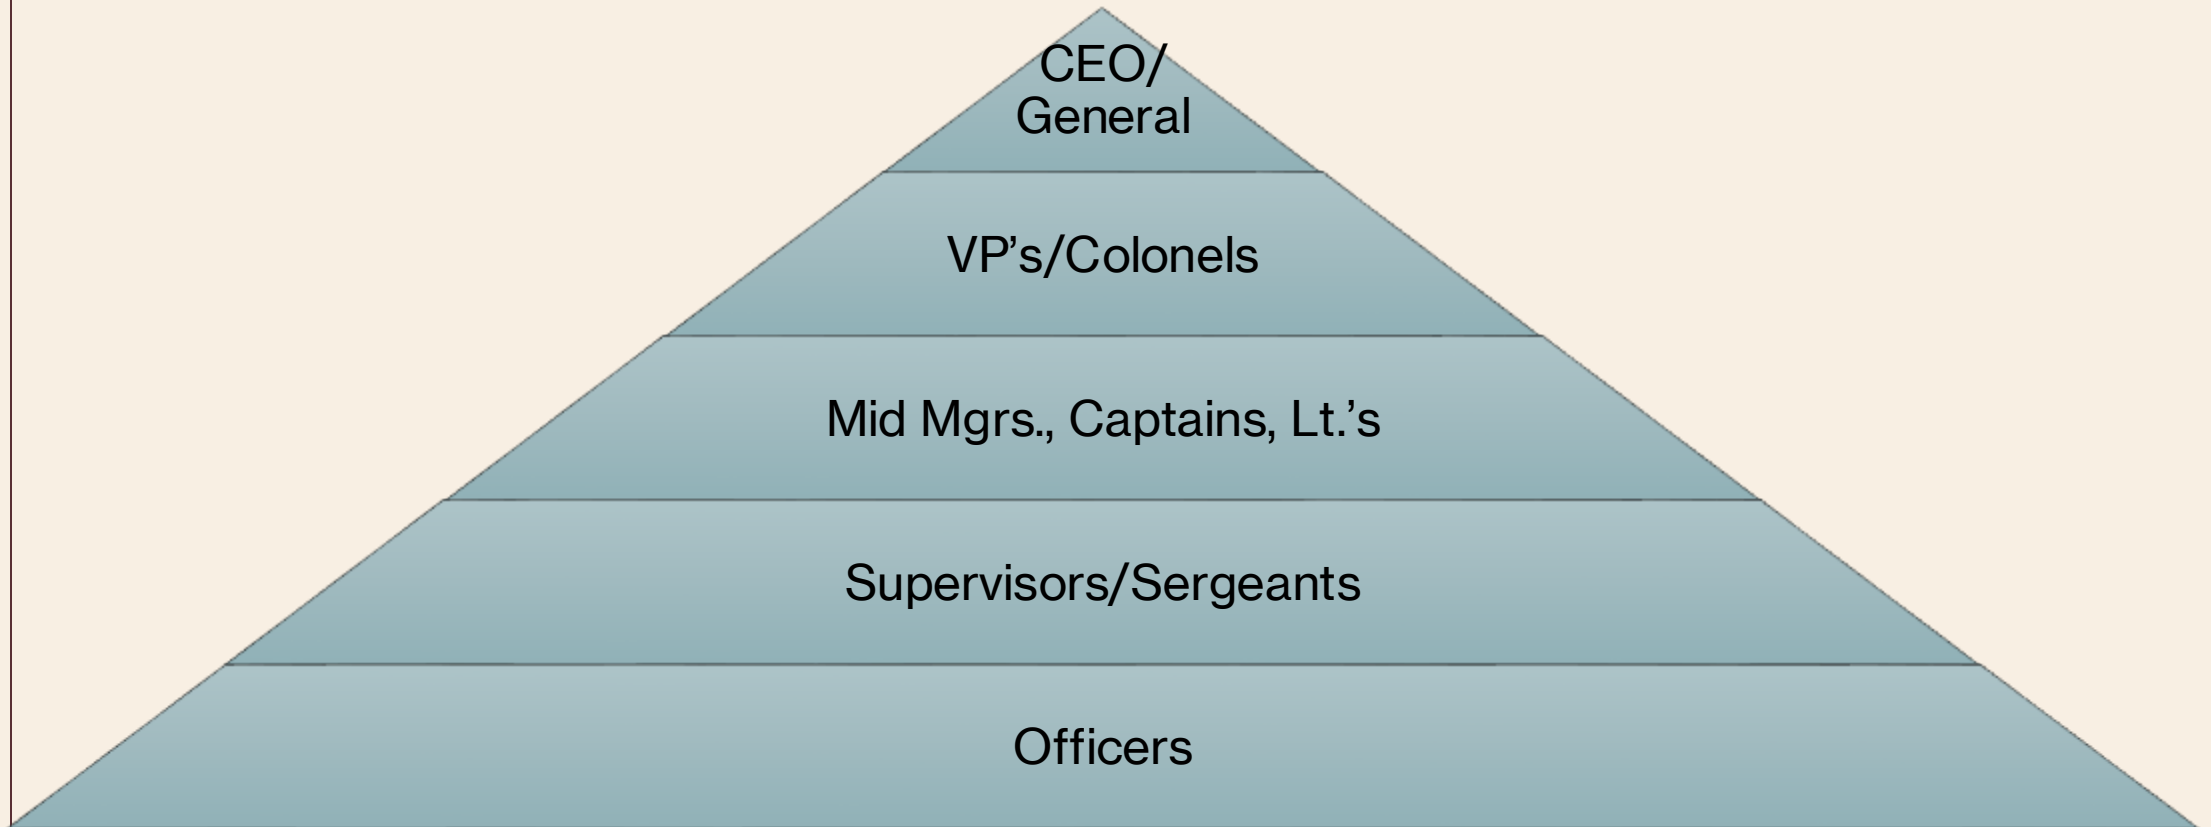 CEO/
General
VP’s/Colonels
Mid Mgrs., Captains, Lt.’s
Supervisors/Sergeants
Officers